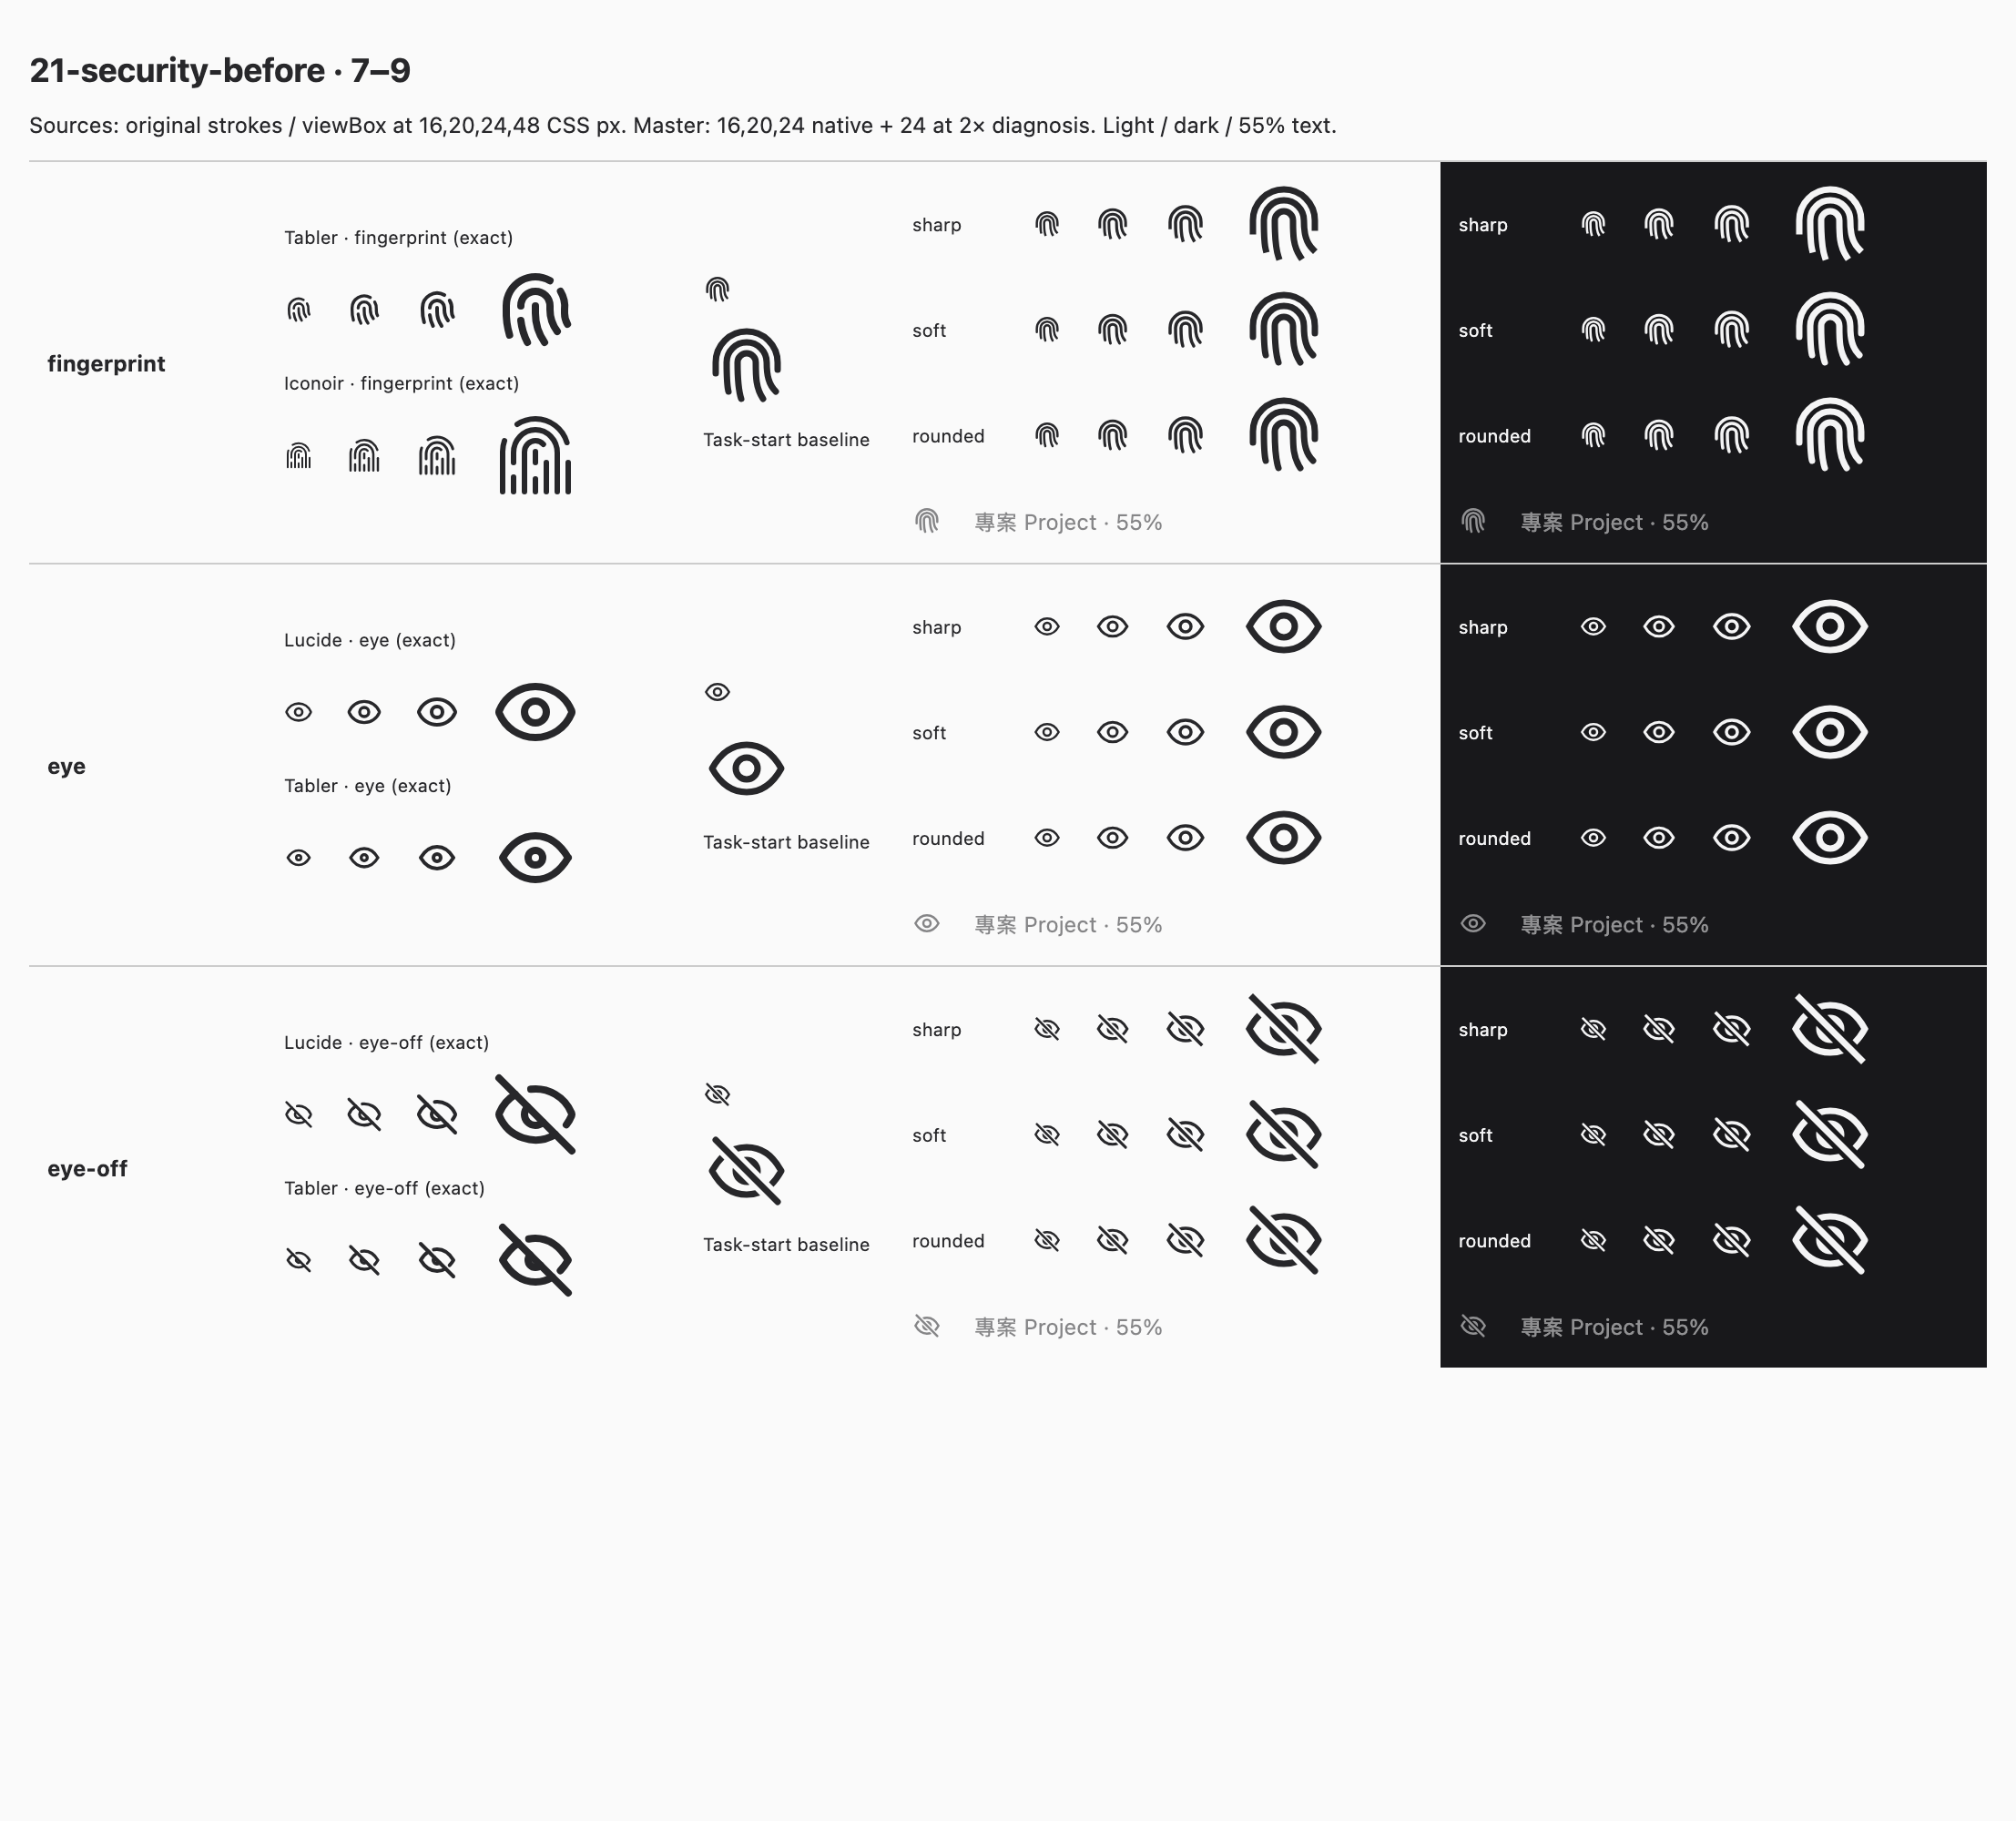 21-security-before · 7–9
Sources: original strokes / viewBox at 16,20,24,48 CSS px. Master: 16,20,24 native + 24 at 2× diagnosis. Light / dark / 55% text.
fingerprint
Tabler · fingerprint (exact)
Iconoir · fingerprint (exact)
Task-start baseline
sharp
soft
rounded
專案 Project · 55%
sharp
soft
rounded
專案 Project · 55%
eye
Lucide · eye (exact)
Tabler · eye (exact)
Task-start baseline
sharp
soft
rounded
專案 Project · 55%
sharp
soft
rounded
專案 Project · 55%
eye-off
Lucide · eye-off (exact)
Tabler · eye-off (exact)
Task-start baseline
sharp
soft
rounded
專案 Project · 55%
sharp
soft
rounded
專案 Project · 55%